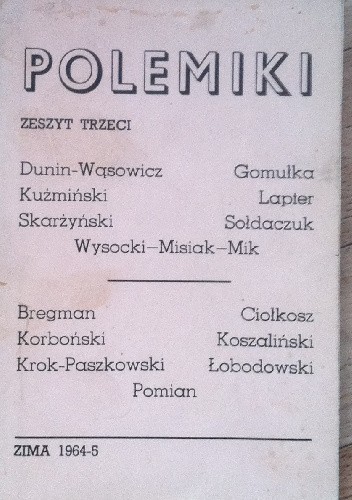 POLEMIKI
ZESZYT TRZECI
Dunin-Wąsowicz Gomułka
Kuźmiński Lapter
Skarżyński Sołdaczuk
Wysocki-Misiak-Mik
Bregman Ciołkosz
Korboński Koszaliński
Krok-Paszkowski Łobodowski
Pomian
ZIMA 1964-5